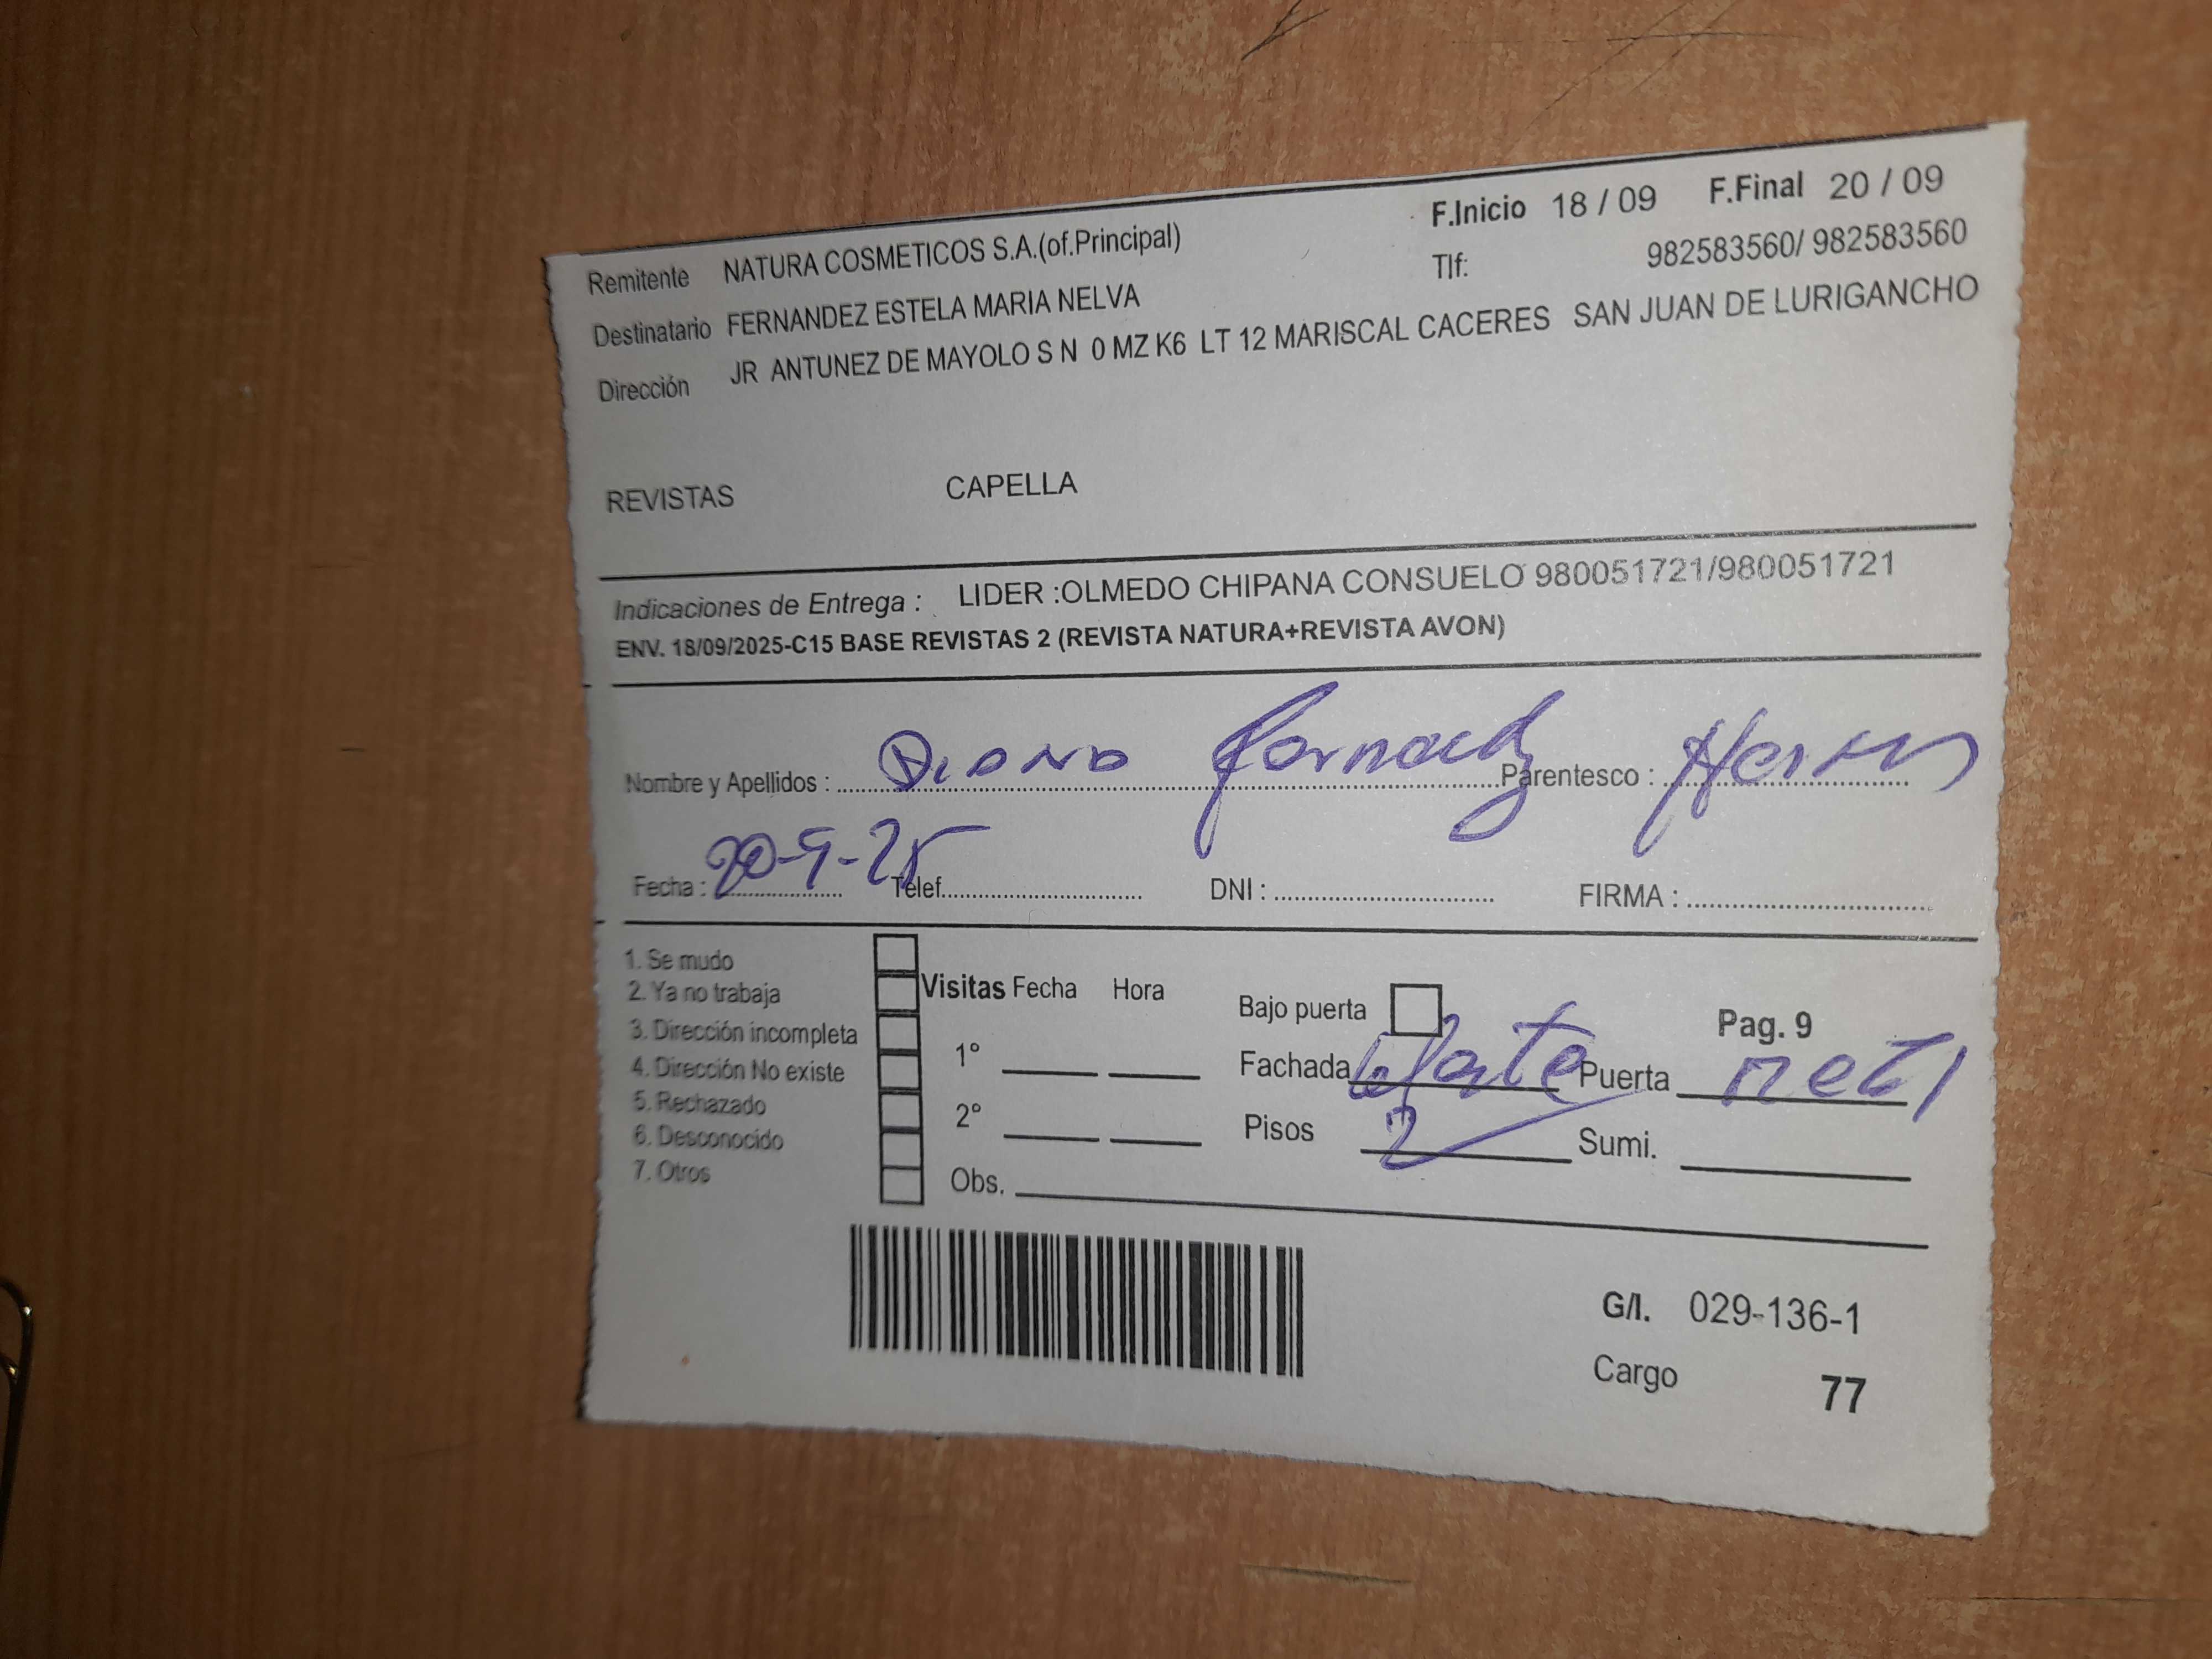 F.Inicio 18 / 09 F.Final 20 / 09
Remitente NATURA COSMETICOS S.A.(of.Principal) Tlf: 982583560/ 982583560
Destinatario FERNANDEZ ESTELA MARIA NELVA
Dirección JR ANTUNEZ DE MAYOLO S N 0 MZ K6 LT 12 MARISCAL CACERES SAN JUAN DE LURIGANCHO
REVISTAS CAPELLA
Indicaciones de Entrega : LIDER :OLMEDO CHIPANA CONSUELO 980051721/980051721
ENV. 18/09/2025-C15 BASE REVISTAS 2 (REVISTA NATURA+REVISTA AVON)
Nombre y Apellidos : Diana Parentesco :
Fecha : 20-9-25 Telef. DNI : FIRMA :
1. Se mudo
2. Ya no trabaja
3. Dirección incompleta
4. Dirección No existe
5. Rechazado
6. Desconocido
7. Otros
Visitas Fecha Hora
1°
2°
Obs.
Bajo puerta Pag. 9
Fachada Puerta
Pisos 2 Sumi.
G/I. 029-136-1
Cargo 77